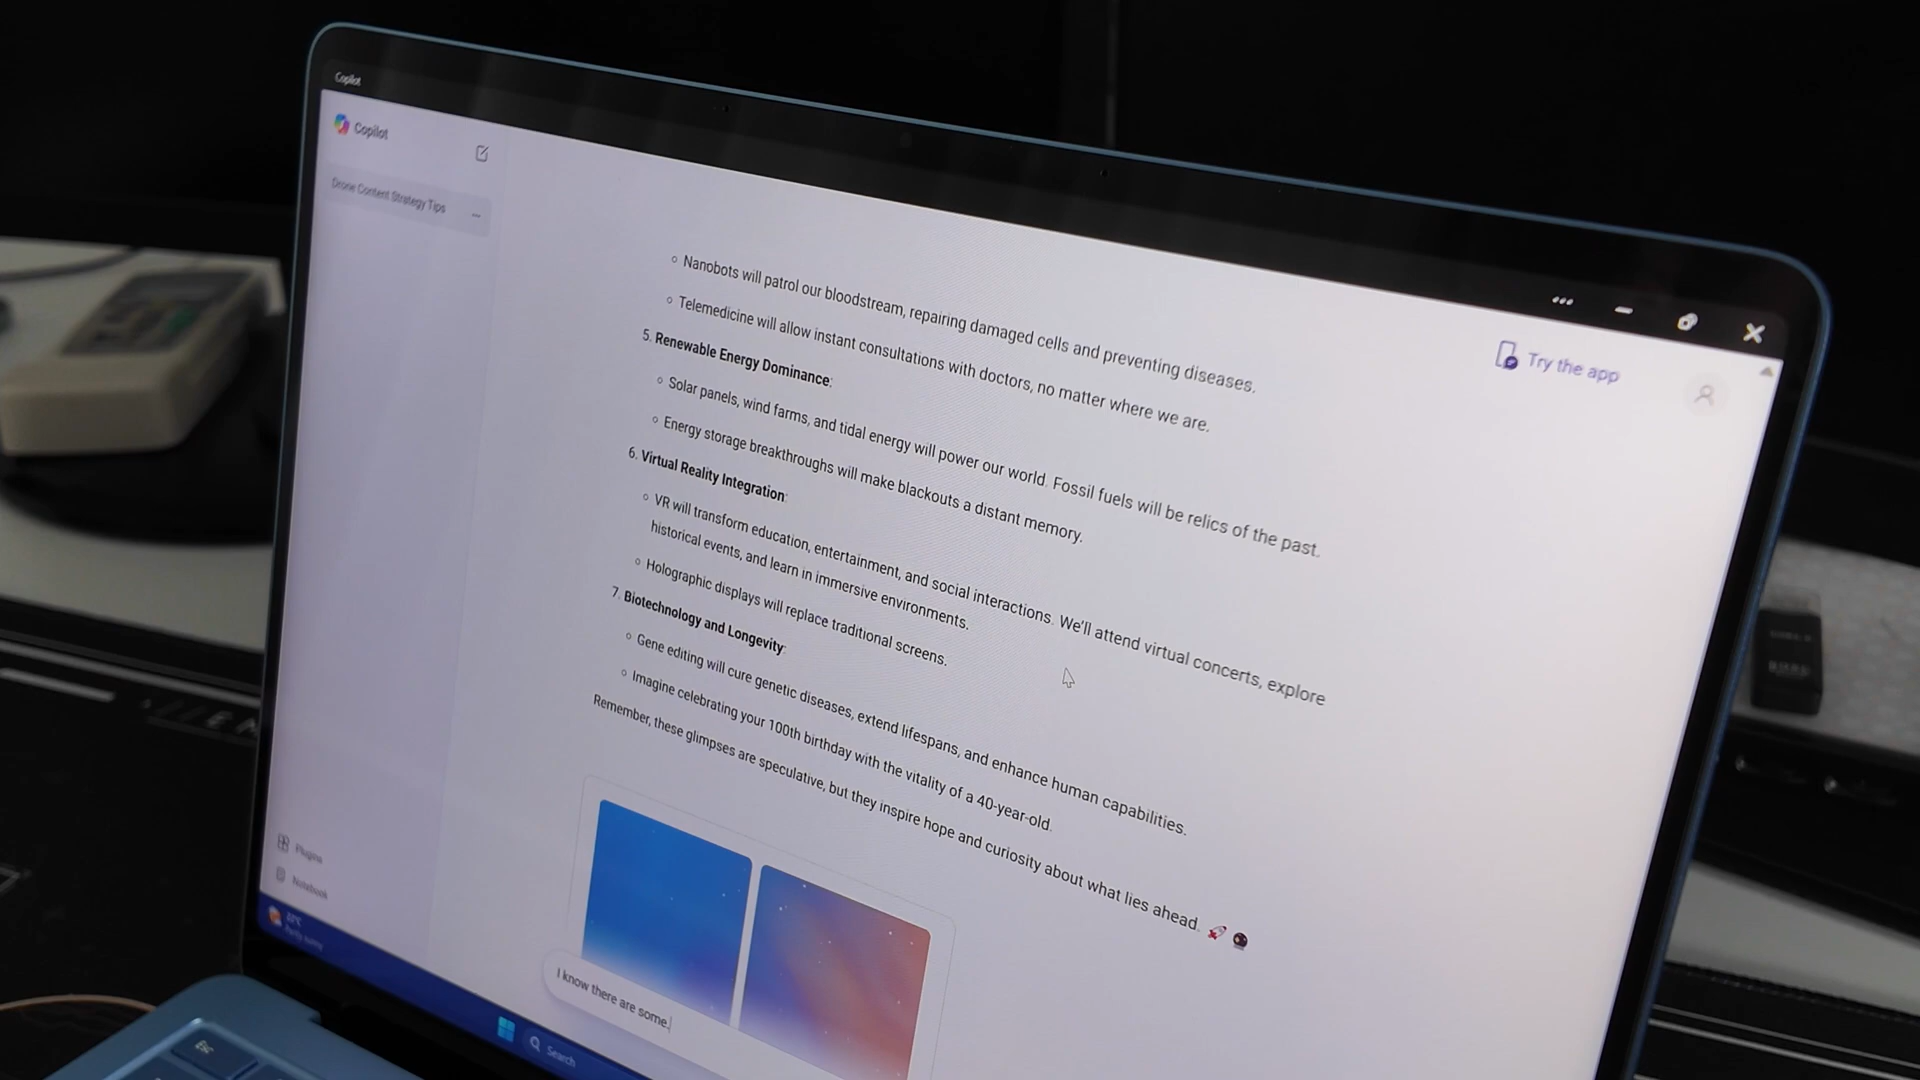 Copilot
Copilot
Drone Content Strategy Tips
Try the app
○ Nanobots will patrol our bloodstream, repairing damaged cells and preventing diseases.
○ Telemedicine will allow instant consultations with doctors, no matter where we are.
5. Renewable Energy Dominance:
○ Solar panels, wind farms, and tidal energy will power our world. Fossil fuels will be relics of the past.
○ Energy storage breakthroughs will make blackouts a distant memory.
6. Virtual Reality Integration:
○ VR will transform education, entertainment, and social interactions. We'll attend virtual concerts, explore
historical events, and learn in immersive environments.
○ Holographic displays will replace traditional screens.
7. Biotechnology and Longevity:
○ Gene editing will cure genetic diseases, extend lifespans, and enhance human capabilities.
○ Imagine celebrating your 100th birthday with the vitality of a 40-year-old.
Remember, these glimpses are speculative, but they inspire hope and curiosity about what lies ahead. 🚀 🔮
I know there are some.
Plugins
Notebook
22°C
Partly sunny
Search
Esc